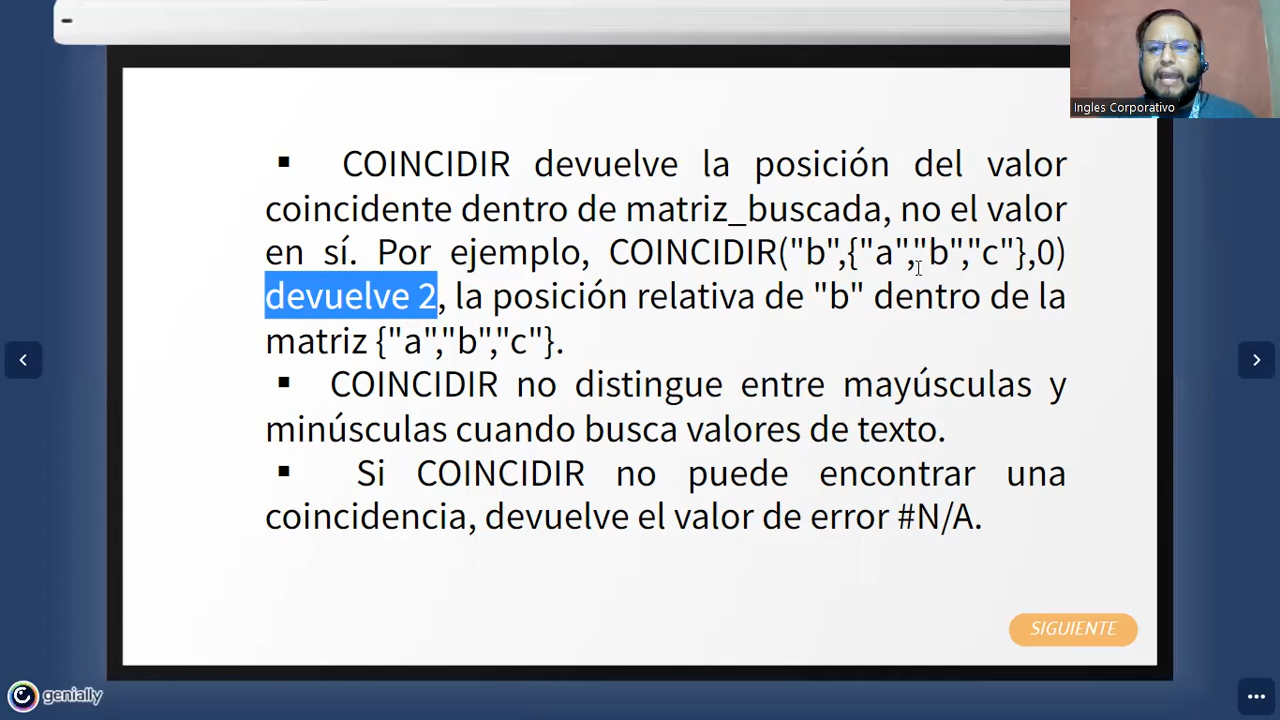 Ingles Corporativo
▪ COINCIDIR devuelve la posición del valor
coincidente dentro de matriz_buscada, no el valor
en sí. Por ejemplo, COINCIDIR("b",{"a","b","c"},0)
devuelve 2, la posición relativa de "b" dentro de la
matriz {"a","b","c"}.
▪ COINCIDIR no distingue entre mayúsculas y
minúsculas cuando busca valores de texto.
▪ Si COINCIDIR no puede encontrar una
coincidencia, devuelve el valor de error #N/A.
SIGUIENTE
genially